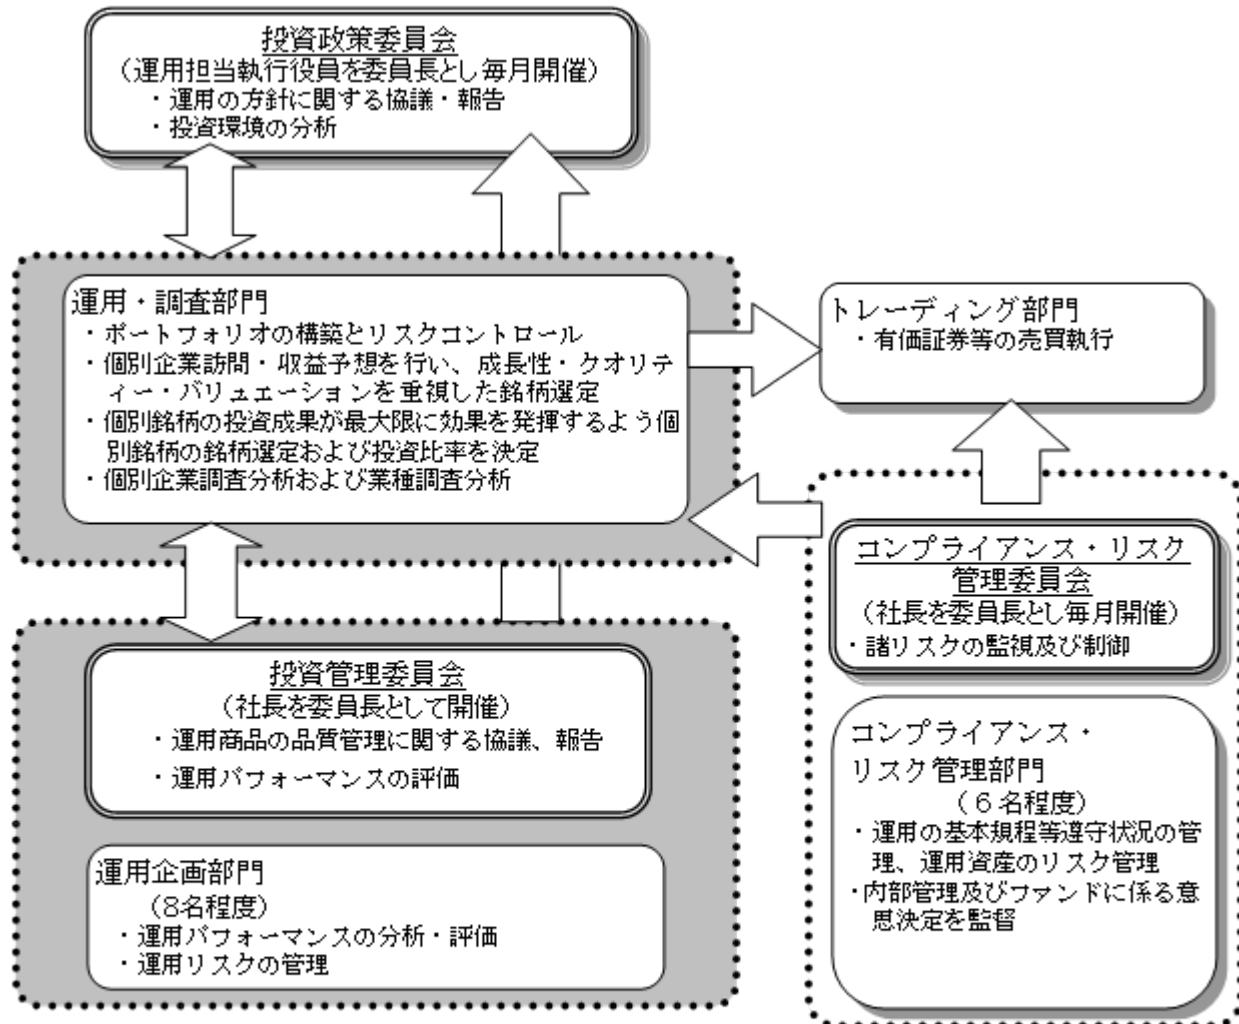 投資政策委員会
（運用担当執行役員を委員長とし毎月開催）
・運用の方針に関する協議・報告
・投資環境の分析
運用・調査部門
・ポートフォリオの構築とリスクコントロール
・個別企業訪問・収益予想を行い、成長性・クオリテ
ィー・バリュエーションを重視した銘柄選定
・個別銘柄の投資成果が最大限に効果を発揮するよう個
別銘柄の銘柄選定および投資比率を決定
・個別企業調査分析および業種調査分析
トレーディング部門
・有価証券等の売買執行
投資管理委員会
（社長を委員長として開催）
・運用商品の品質管理に関する協議、報告
・運用パフォーマンスの評価
運用企画部門
（8名程度）
・運用パフォーマンスの分析・評価
・運用リスクの管理
コンプライアンス・リスク
管理委員会
（社長を委員長とし毎月開催）
・諸リスクの監視及び制御
コンプライアンス・
リスク管理部門
（６名程度）
・運用の基本規程等遵守状況の管
理、運用資産のリスク管理
・内部管理及びファンドに係る意
思決定を監督